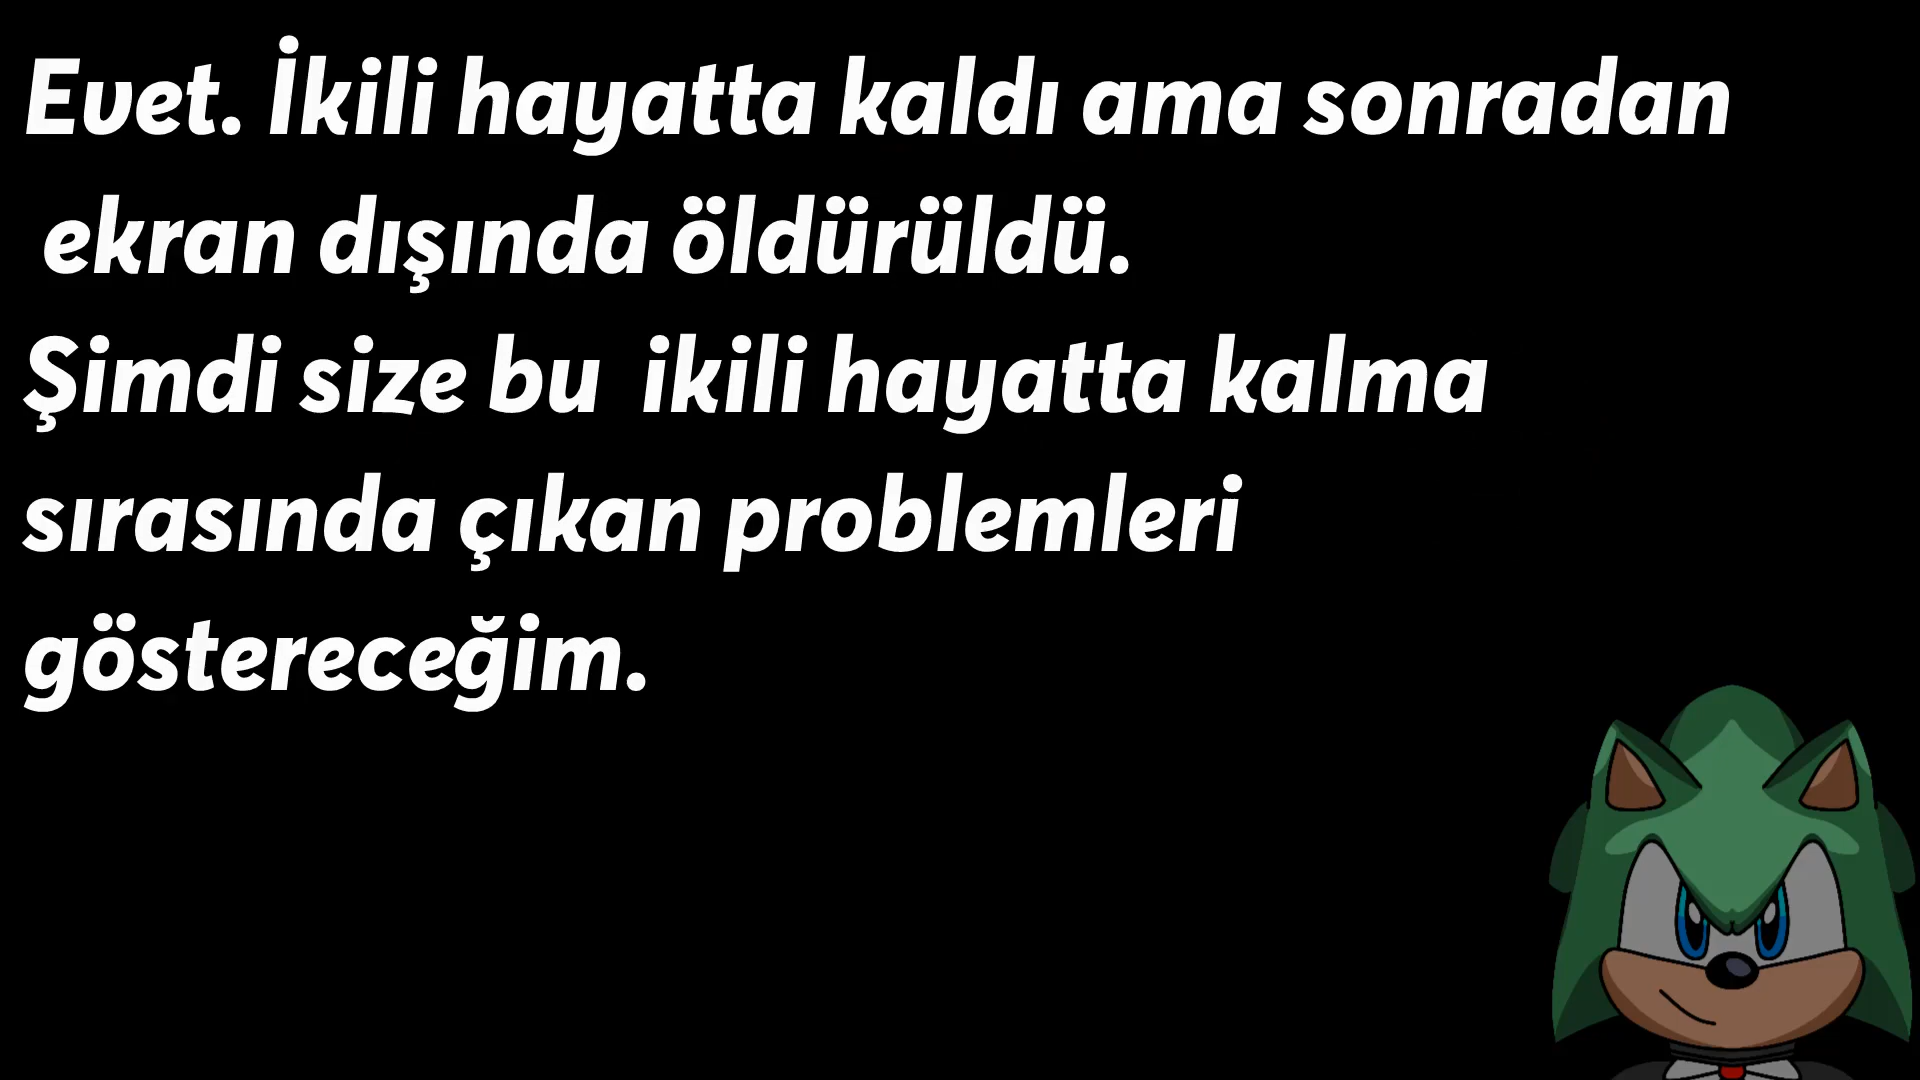 Evet. İkili hayatta kaldı ama sonradan
ekran dışında öldürüldü.
Şimdi size bu  ikili hayatta kalma
sırasında çıkan problemleri
göstereceğim.